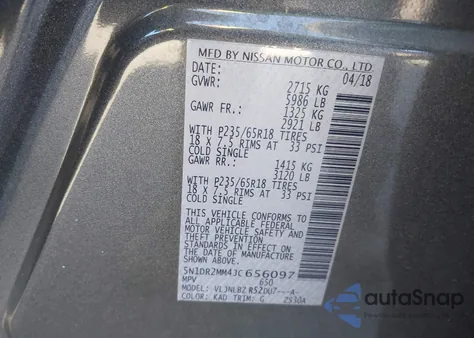 MFD BY NISSAN MOTOR CO., LTD
DATE: 04/18
GVWR: 2715 KG
5986 LB
GAWR FR.: 1325 KG
2921 LB
WITH P235/65R18 TIRES
18 X 7.5 RIMS AT 33 PSI
COLD SINGLE
GAWR RR.: 1415 KG
3120 LB
WITH P235/65R18 TIRES
18 X 7.5 RIMS AT 33 PSI
COLD SINGLE
THIS VEHICLE CONFORMS TO
ALL APPLICABLE FEDERAL
MOTOR VEHICLE SAFETY,
BUMPER, AND THEFT PREVENTION
STANDARDS IN EFFECT ON THE
DATE OF MANUFACTURE
SHOWN ABOVE.
5N1DR2MM4JC656097
MPV 650
MODEL:
COLOR: KAD TRIM: G 2530A
autoSnap